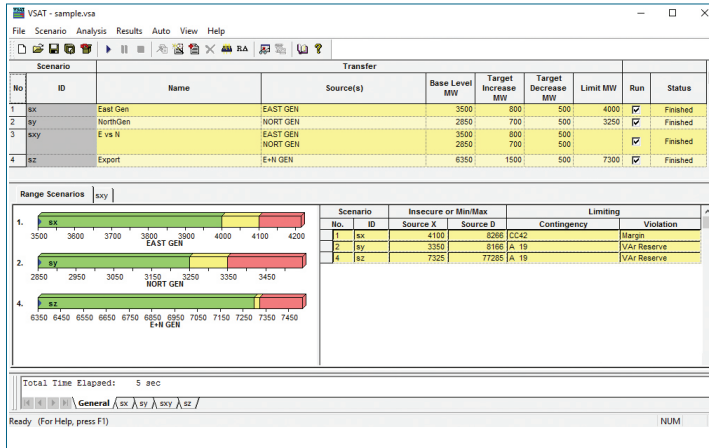 VSAT - sample.vsa
File Scenario Analysis Results Auto View Help
Scenario Transfer
No ID Name Source(s) Base Level MW Target Increase MW Target Decrease MW Limit MW Run Status
1 sx East Gen EAST GEN 3500 800 500 4000 Finished
2 sy NorthGen NORT GEN 2850 700 500 3250 Finished
3 sxy E vs N EAST GEN 3500 800 500 Finished
NORT GEN 2850 700 500
4 sz Export E+N GEN 6350 1500 500 7300 Finished
Range Scenarios sxy
1. sx
3500 3600 3700 3800 3900 4000 4100 4200
EAST GEN
2. sy
2850 2950 3050 3150 3250 3350 3450
NORT GEN
4. sz
6350 6450 6550 6650 6750 6850 6950 7050 7150 7250 7350 7450
E+N GEN
Scenario Insecure or Min/Max Limiting
No. ID Source X Source D Contingency Violation
1 sx 4100 8266 CC42 Margin
2 sy 3350 8166 A 19 VAr Reserve
4 sz 7325 77285 A 19 VAr Reserve
Total Time Elapsed: 5 sec
General sx sy sxy sz
Ready (For Help, press F1) NUM